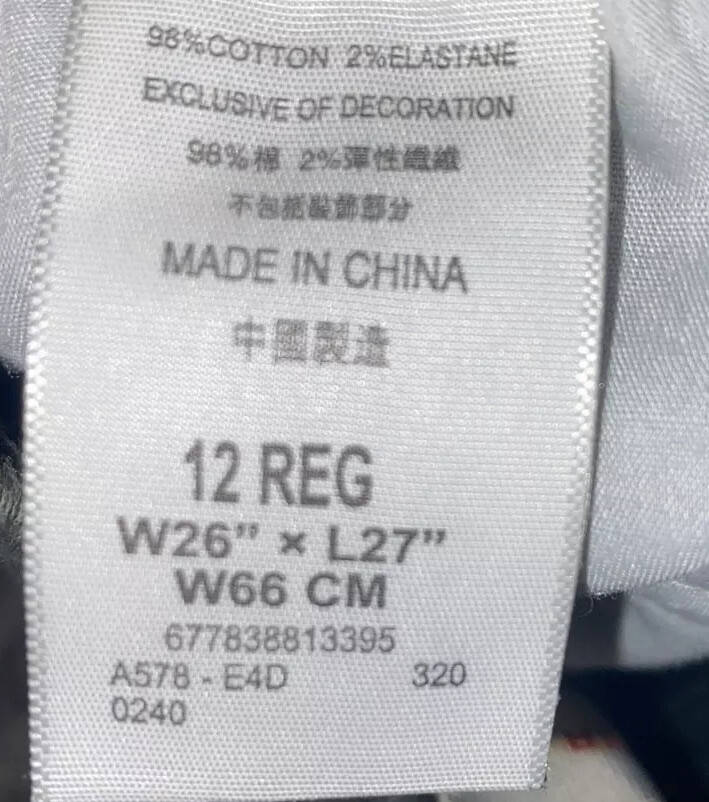 98%COTTON 2%ELASTANE
EXCLUSIVE OF DECORATION
98%棉 2%彈性纖維
不包括裝飾部分
MADE IN CHINA
中國製造
12 REG
W26” × L27”
W66 CM
677838813395
A578 - E4D 320
0240